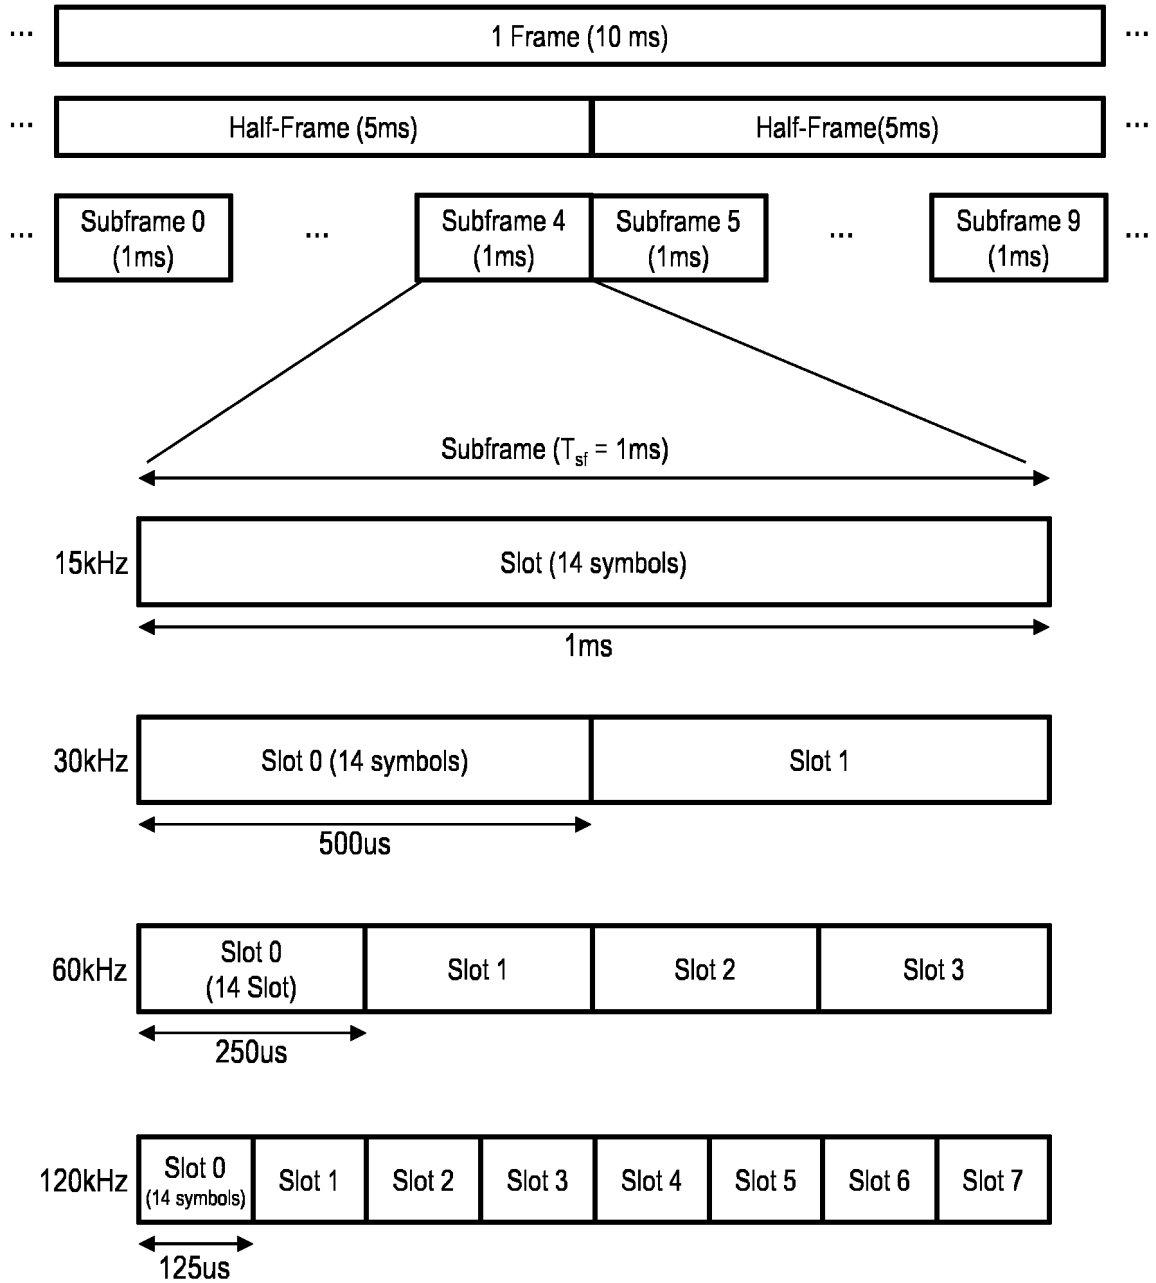 ... 1 Frame (10 ms) ...
... Half-Frame (5ms) Half-Frame(5ms) ...
Subframe 0 Subframe 4 Subframe 5 Subframe 9
... (1ms) ... (1ms) (1ms) ... (1ms) ...
Subframe (Tsf = 1ms)
15kHz Slot (14 symbols)
1ms
30kHz Slot 0 (14 symbols) Slot 1
500us
60kHz Slot 0 (14 Slot) Slot 1 Slot 2 Slot 3
250us
120kHz Slot 0 (14 symbols) Slot 1 Slot 2 Slot 3 Slot 4 Slot 5 Slot 6 Slot 7
125us